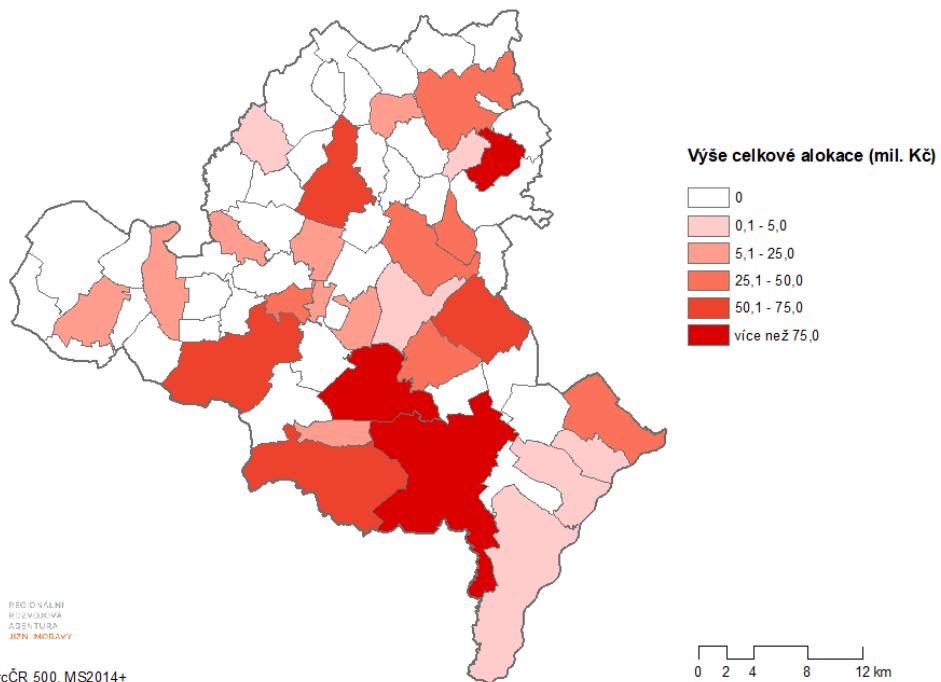 Výše celkové alokace (mil. Kč)
0
0,1 - 5,0
5,1 - 25,0
25,1 - 50,0
50,1 - 75,0
více než 75,0
REGIONÁLNÍ
ROZVOJOVÁ
AGENTURA
JIŽNÍ MORAVY
cČR 500, MS2014+
0 2 4 8 12 km